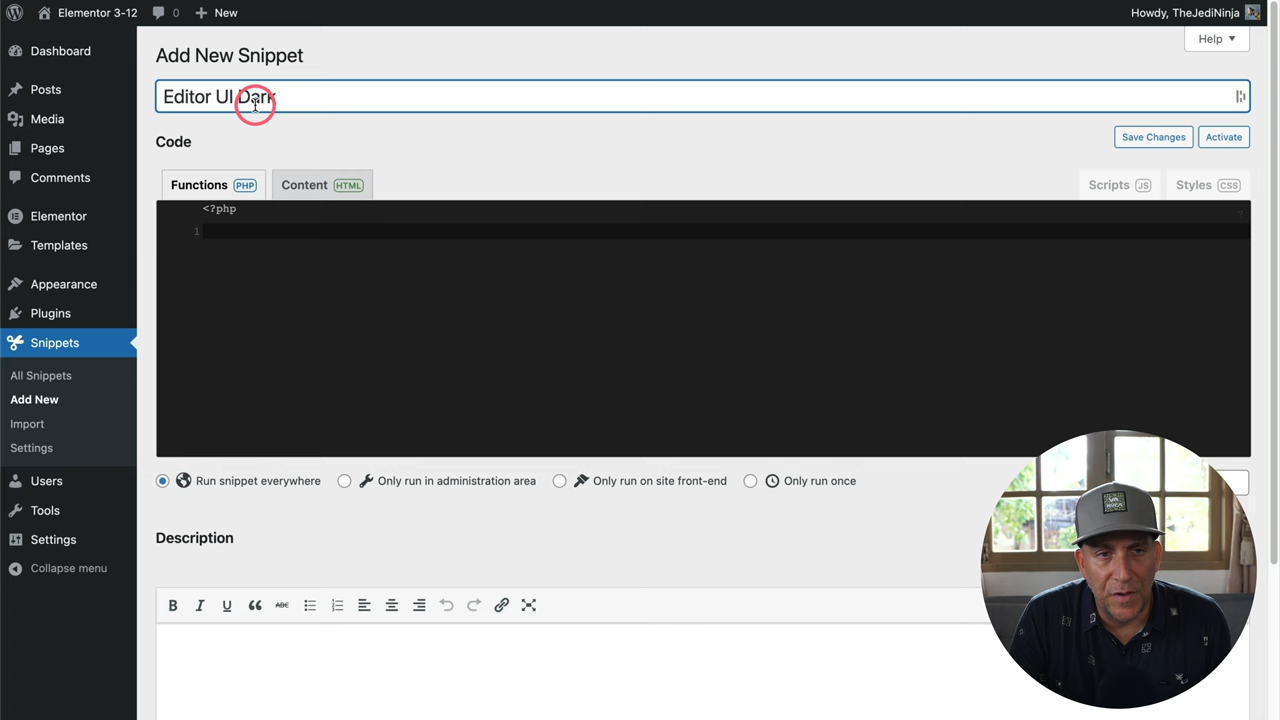 Elementor 3-12
0
New
Howdy, TheJediNinja
Dashboard
Posts
Media
Pages
Comments
Elementor
Templates
Appearance
Plugins
Snippets
All Snippets
Add New
Import
Settings
Users
Tools
Settings
Collapse menu
Help
Add New Snippet
Editor UI Dark
Code
Save Changes
Activate
Functions PHP
Content HTML
Scripts JS
Styles CSS
<?php
?
1
Run snippet everywhere
Only run in administration area
Only run on site front-end
Only run once
Description
B I U ABC